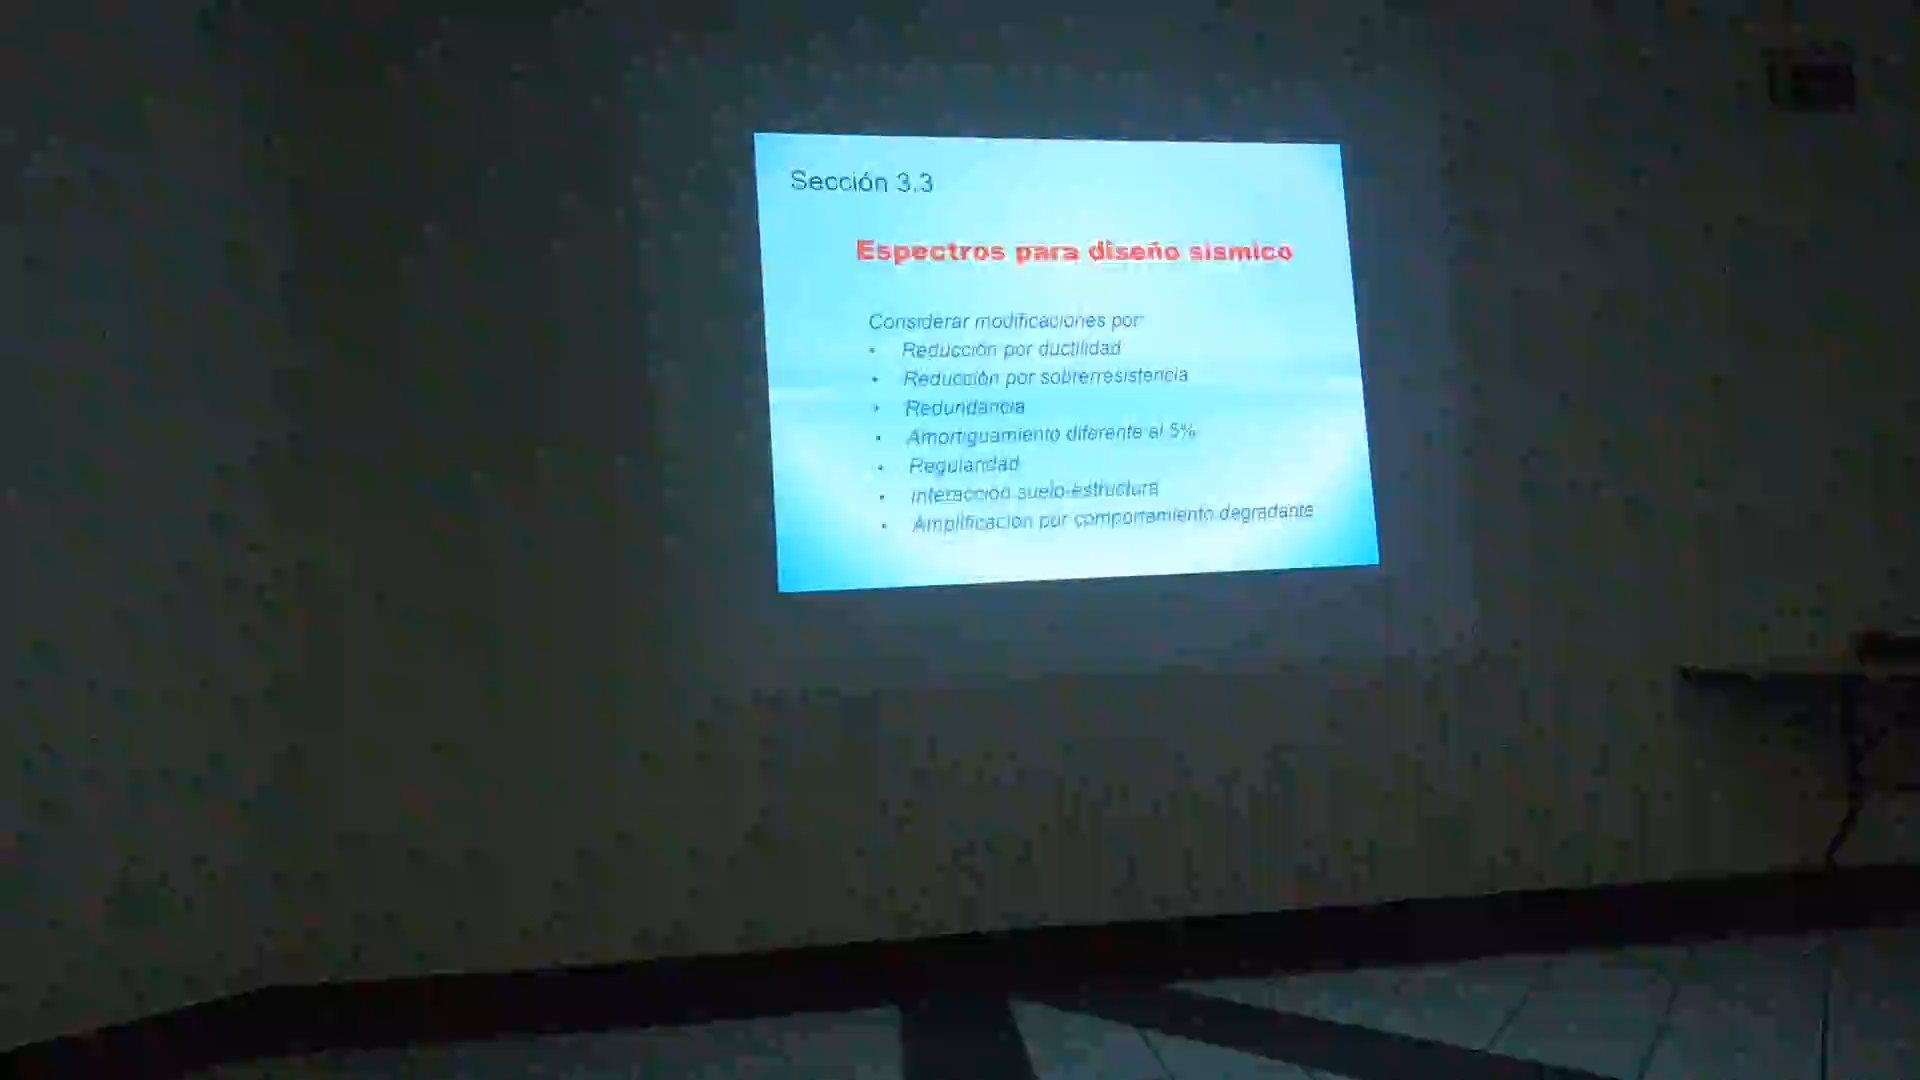 Sección 3.3
Espectros para diseño sísmico
Considerar modificaciones por:
• Reducción por ductilidad
• Reducción por sobrerresistencia
• Redundancia
• Amortiguamiento diferente al 5%
• Regularidad
• Interacción suelo-estructura
• Amplificación por comportamiento degradante